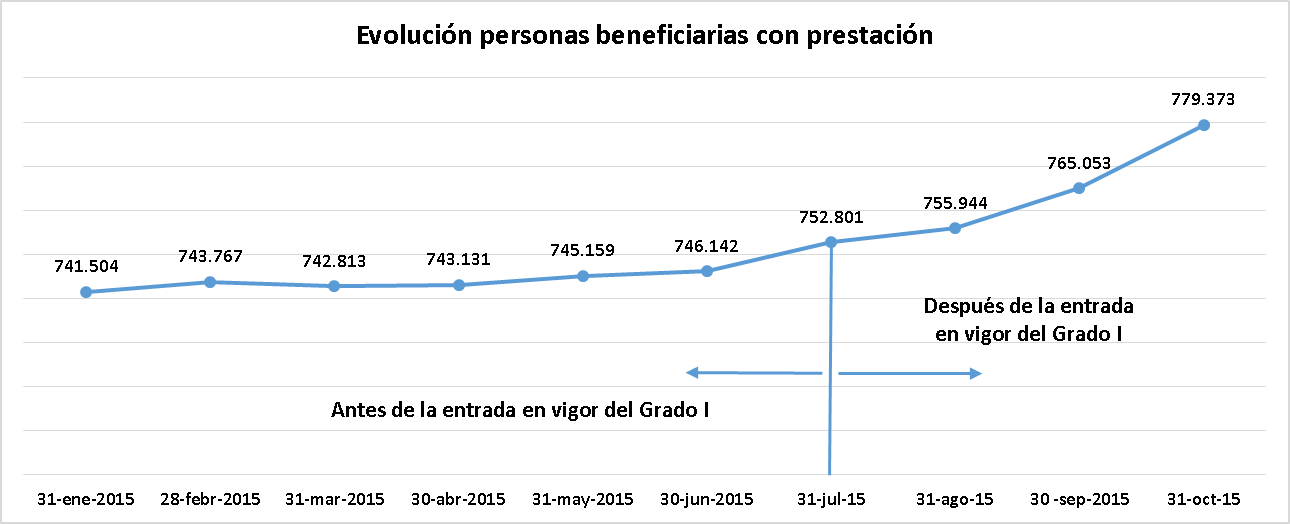 Evolución personas beneficiarias con prestación
741.504
743.767
742.813
743.131
745.159
746.142
752.801
755.944
765.053
779.373
Después de la entrada
en vigor del Grado I
Antes de la entrada en vigor del Grado I
31-ene-2015
28-febr-2015
31-mar-2015
30-abr-2015
31-may-2015
30-jun-2015
31-jul-15
31-ago-15
30 -sep-2015
31-oct-15